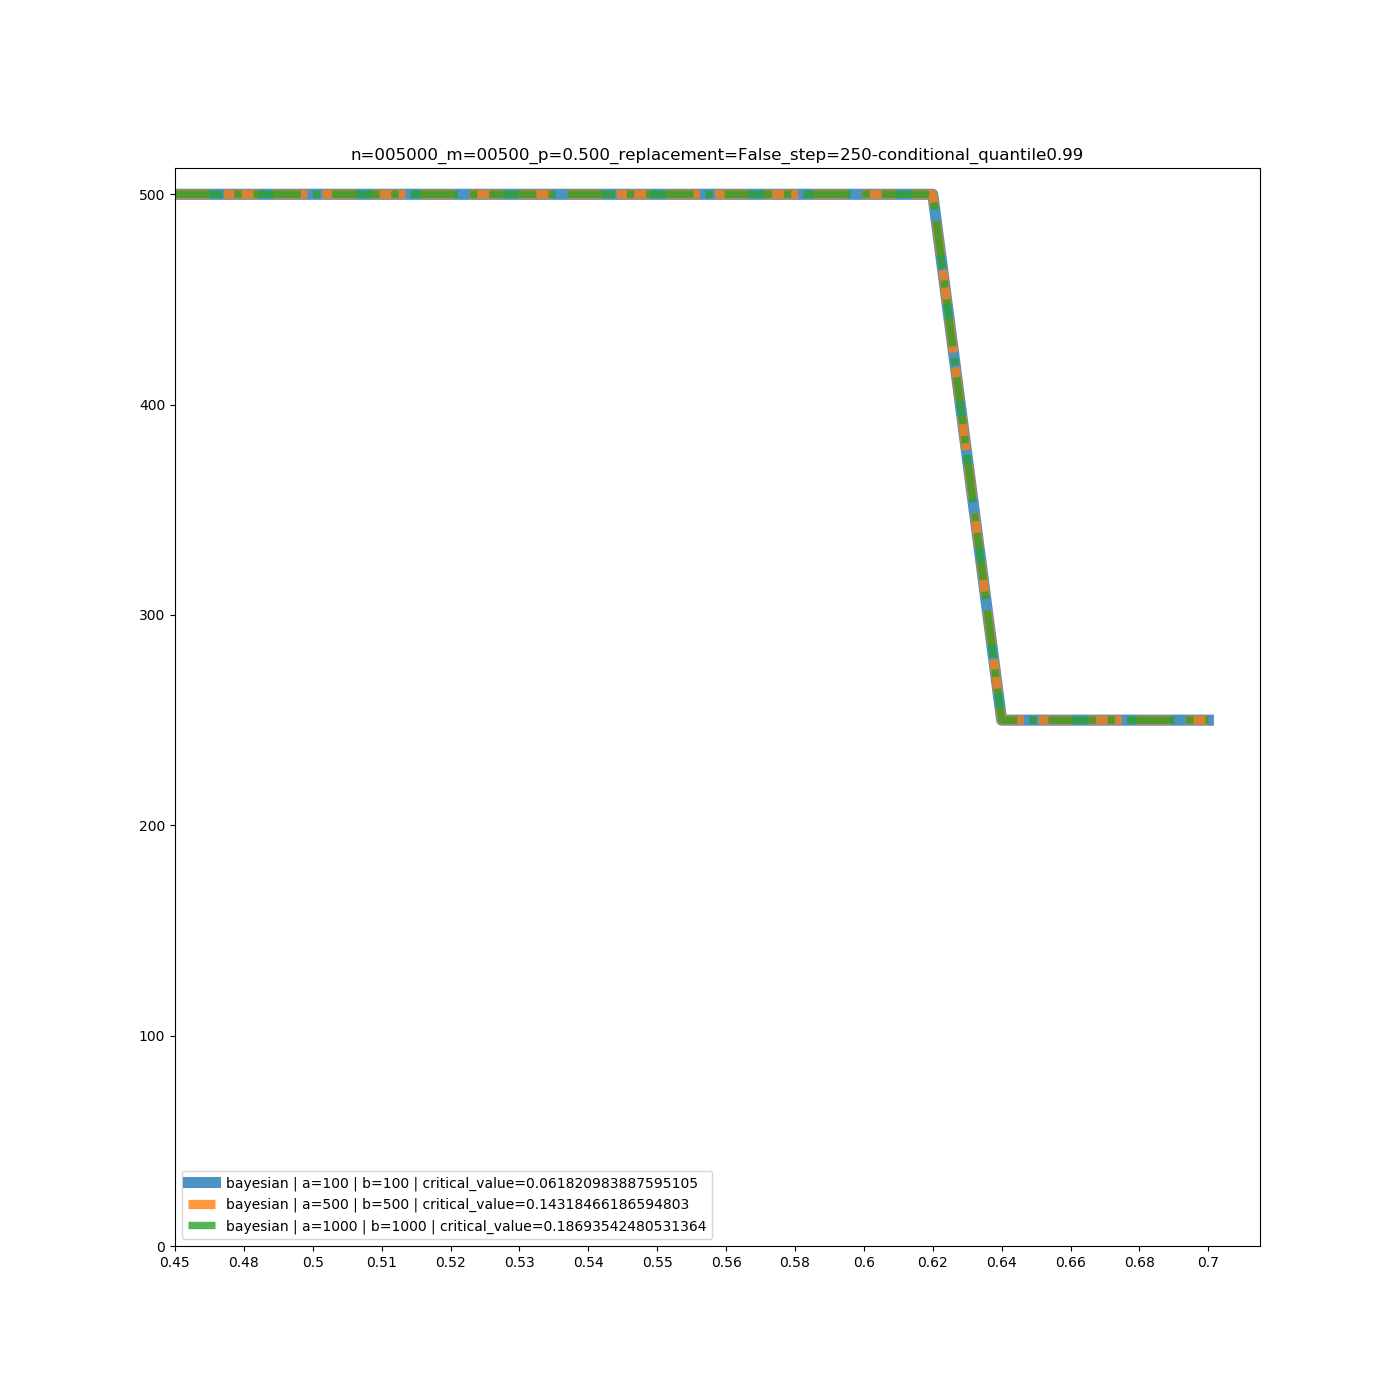 n=005000_m=00500_p=0.500_replacement=False_step=250-conditional_quantile0.99
500
400
300
200
100
0
bayesian | a=100 | b=100 | critical_value=0.061820983887595105
bayesian | a=500 | b=500 | critical_value=0.14318466186594803
bayesian | a=1000 | b=1000 | critical_value=0.18693542480531364
0.45 0.48 0.5 0.51 0.52 0.53 0.54 0.55 0.56 0.58 0.6 0.62 0.64 0.66 0.68 0.7